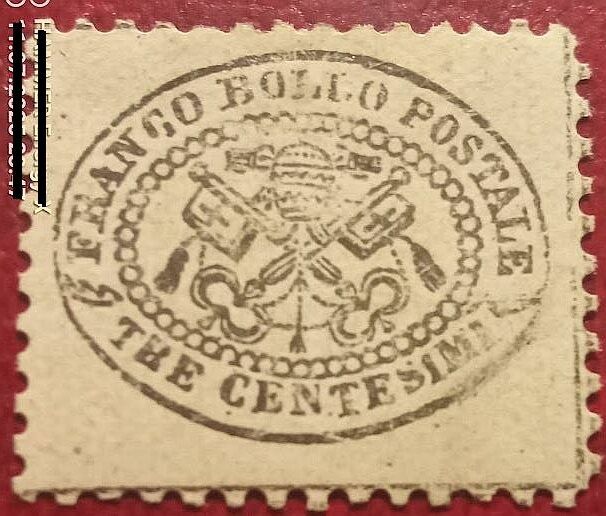 FRANCO BOLLO POSTALE
TRE CENTESIMI